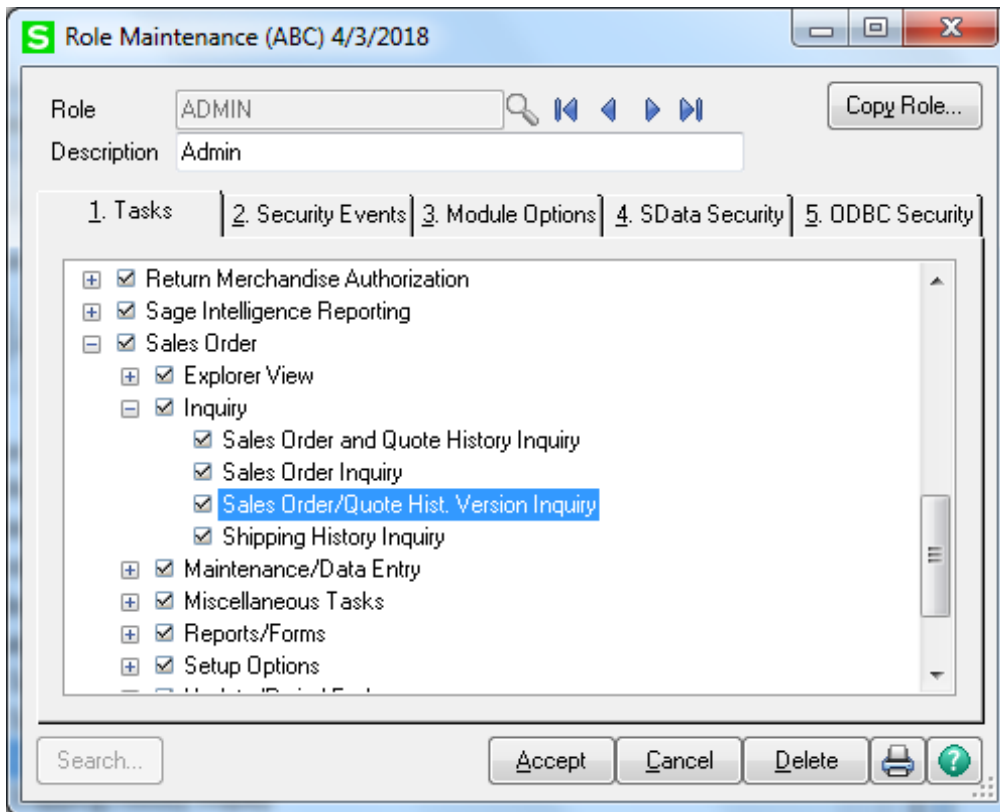 S Role Maintenance (ABC) 4/3/2018
Role ADMIN Copy Role...
Description Admin
1. Tasks 2. Security Events 3. Module Options 4. SData Security 5. ODBC Security
Return Merchandise Authorization
Sage Intelligence Reporting
Sales Order
Explorer View
Inquiry
Sales Order and Quote History Inquiry
Sales Order Inquiry
Sales Order/Quote Hist. Version Inquiry
Shipping History Inquiry
Maintenance/Data Entry
Miscellaneous Tasks
Reports/Forms
Setup Options
Search... Accept Cancel Delete ?